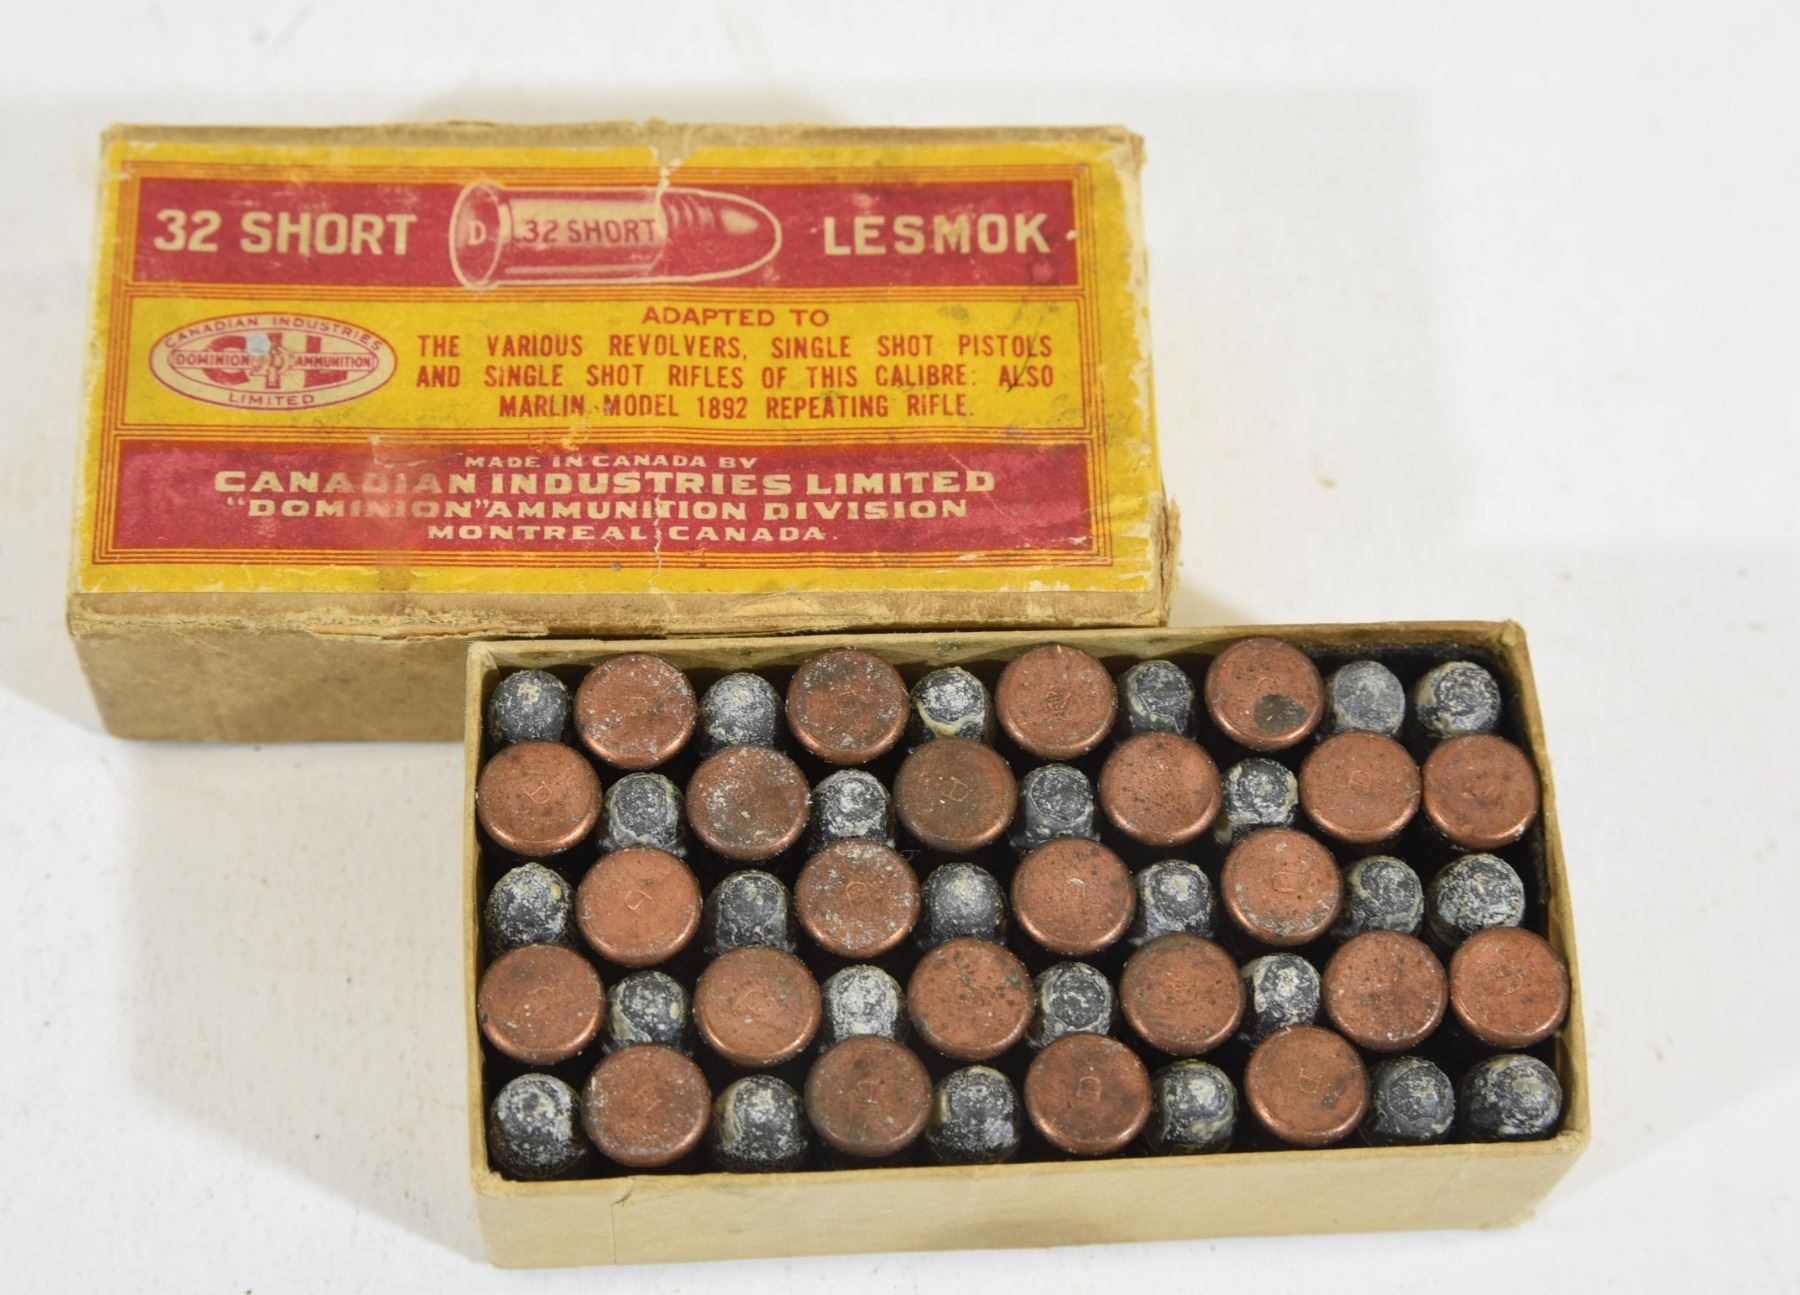 32 SHORT D .32 SHORT LESMOK
CANADIAN INDUSTRIES
DOMINION AMMUNITION
CIL
LIMITED
ADAPTED TO
THE VARIOUS REVOLVERS, SINGLE SHOT PISTOLS
AND SINGLE SHOT RIFLES OF THIS CALIBRE: ALSO
MARLIN MODEL 1892 REPEATING RIFLE.
MADE IN CANADA BY
CANADIAN INDUSTRIES LIMITED
"DOMINION" AMMUNITION DIVISION
MONTREAL, CANADA.
D
D
D
D
D
D
D